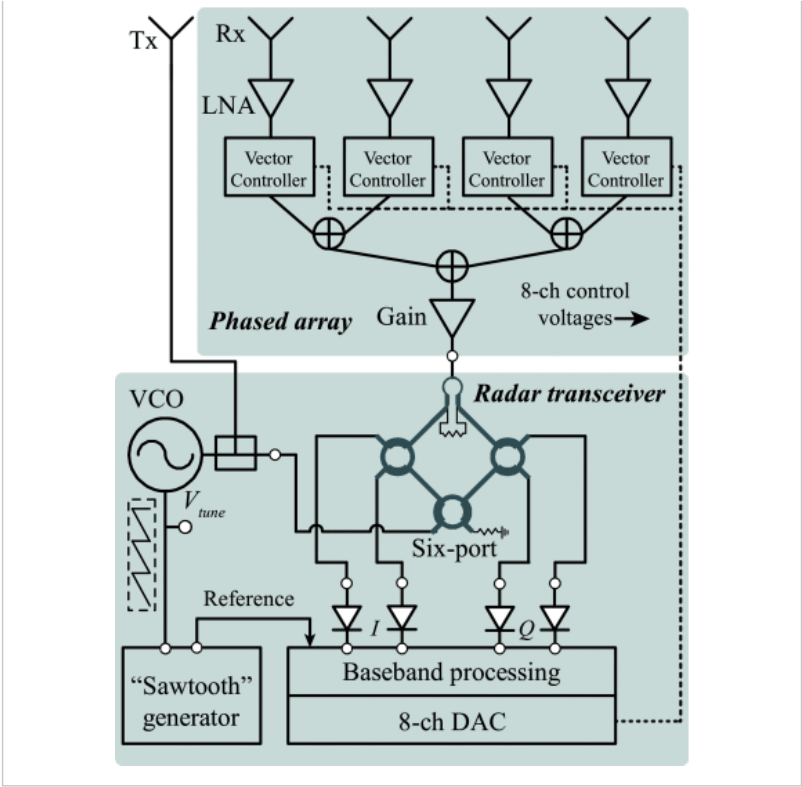 Tx
Rx
LNA
Vector
Controller
Vector
Controller
Vector
Controller
Vector
Controller
8-ch control
voltages
Phased array
Gain
Radar transceiver
VCO
Vtune
Six-port
Reference
I
Q
“Sawtooth”
generator
Baseband processing
8-ch DAC